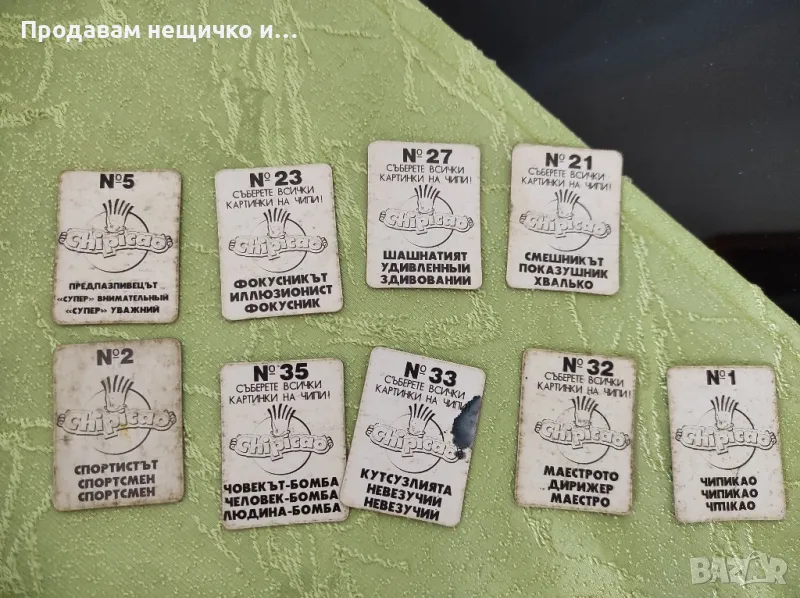 Продавам нещичко и...
№5
Chipicao
ПРЕДПАЗЛИВЕЦЪТ
«СУПЕР» ВНИМАТЕЛЬНЫЙ
«СУПЕР» УВАЖНИЙ
№23
СЪБЕРЕТЕ ВСИЧКИ
КАРТИНКИ НА ЧИПИ!
Chipicao
ФОКУСНИКЪТ
ИЛЛЮЗИОНИСТ
ФОКУСНИК
№27
СЪБЕРЕТЕ ВСИЧКИ
КАРТИНКИ НА ЧИПИ!
Chipicao
ШАШНАТИЯТ
УДИВЛЕННЫЙ
ЗДИВОВАНИЙ
№21
СЪБЕРЕТЕ ВСИЧКИ
КАРТИНКИ НА ЧИПИ!
Chipicao
СМЕШНИКЪТ
ПОКАЗУШНИК
ХВАЛЬКО
№2
Chipicao
СПОРТИСТЪТ
СПОРТСМЕН
СПОРТСМЕН
№35
СЪБЕРЕТЕ ВСИЧКИ
КАРТИНКИ НА ЧИПИ!
Chipicao
ЧОВЕКЪТ-БОМБА
ЧЕЛОВЕК-БОМБА
ЛЮДИНА-БОМБА
№33
СЪБЕРЕТЕ ВСИЧКИ
КАРТИНКИ НА ЧИПИ!
Chipicao
КУТСУЗЛИЯТА
НЕВЕЗУЧИИ
НЕВЕЗУЧИИ
№32
СЪБЕРЕТЕ ВСИЧКИ
КАРТИНКИ НА ЧИПИ!
Chipicao
МАЕСТРОТО
ДИРИЖЕР
МАЕСТРО
№1
Chipicao
ЧИПИКАО
ЧИПИКАО
ЧІПІКАО
BAZAR